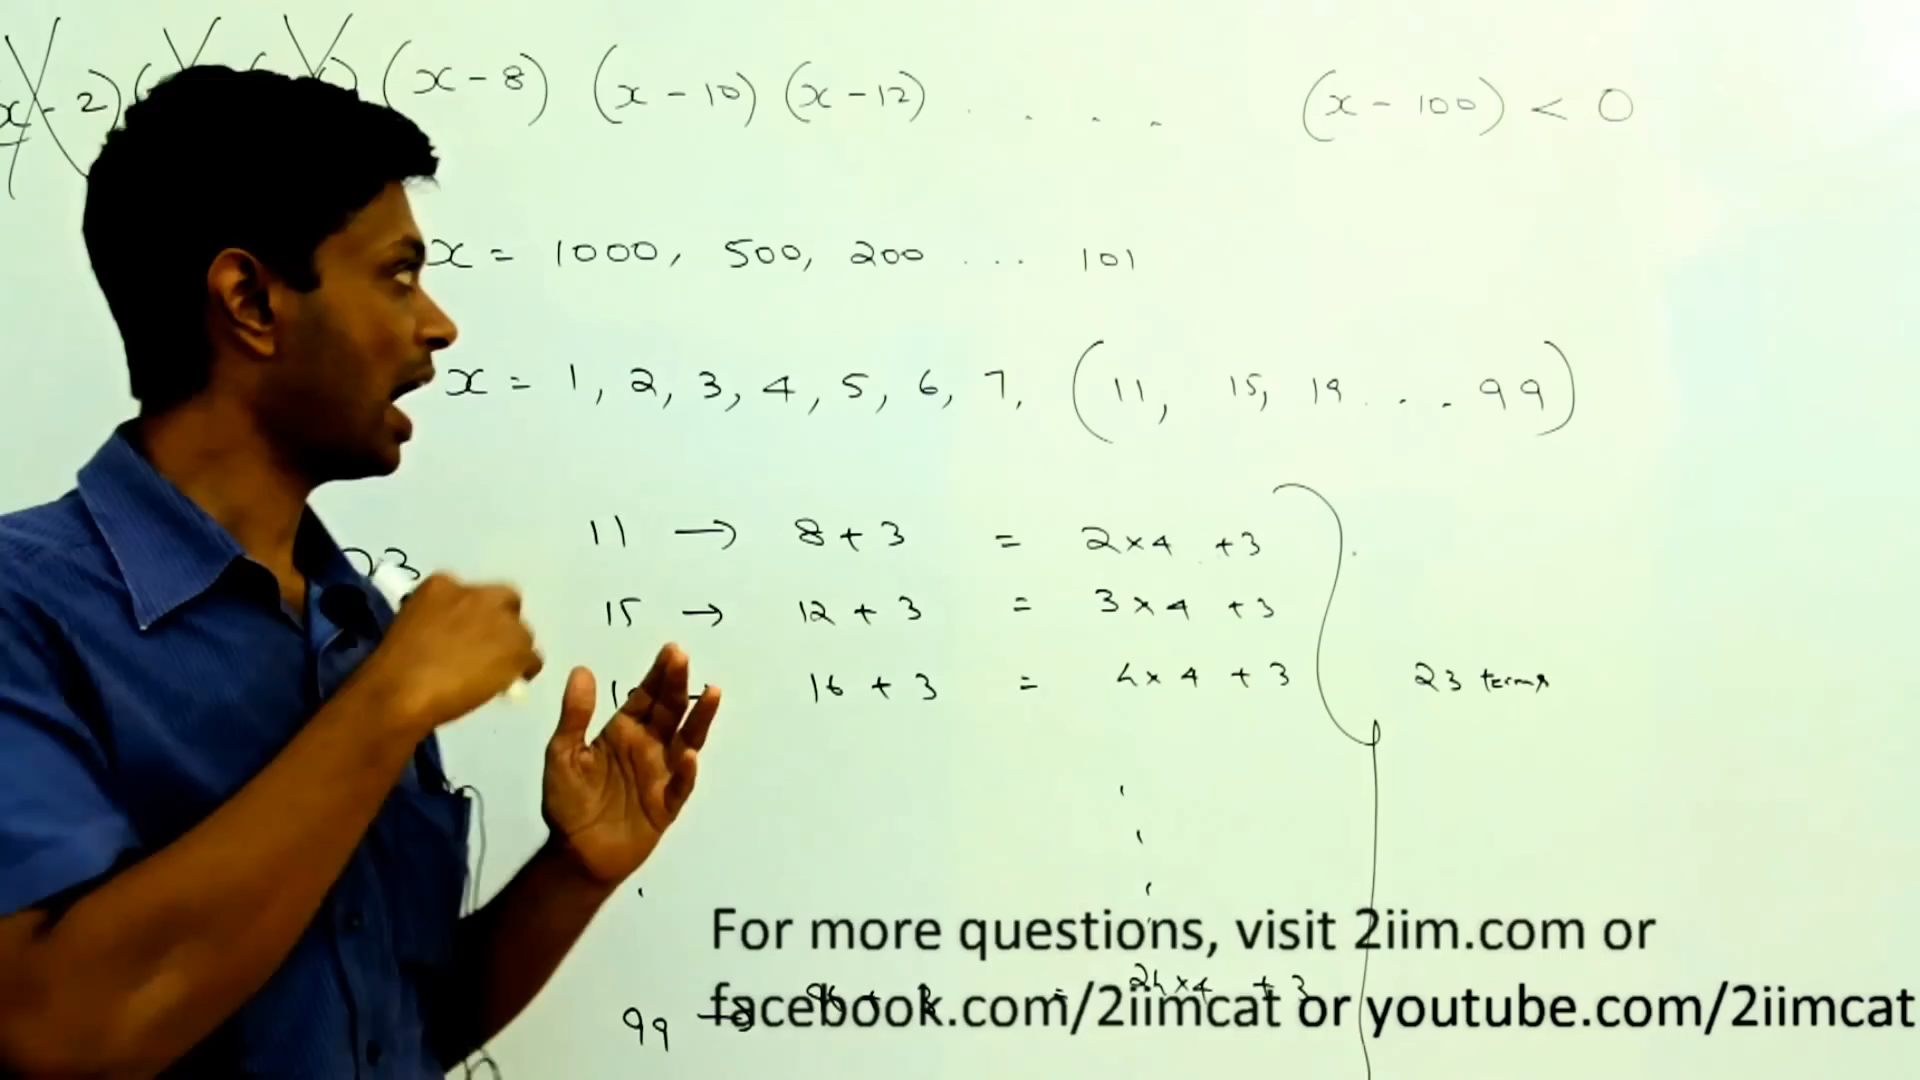 x - 2) (x - 8) (x - 10) (x - 12) . . . . (x - 100) < 0
x = 1000, 500, 200 ... 101
x = 1, 2, 3, 4, 5, 6, 7, (11, 15, 19 . . . 99)
11 → 8 + 3 = 2 × 4 + 3
15 → 12 + 3 = 3 × 4 + 3
16 + 3 = 4 × 4 + 3 23 terms
For more questions, visit 2iim.com or
99 → 96 + 3 = 24 × 4 + 3
facebook.com/2iimcat or youtube.com/2iimcat